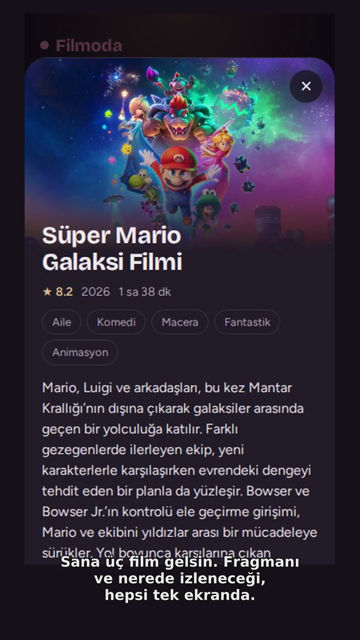 Filmoda
Süper Mario
Galaksi Filmi
★ 8.2 2026 1 sa 38 dk
Aile Komedi Macera Fantastik
Animasyon
Mario, Luigi ve arkadaşları, bu kez Mantar
Krallığı'nın dışına çıkarak galaksiler arasında
geçen bir yolculuğa katılır. Farklı
gezegenlerde ilerleyen ekip, yeni
karakterlerle karşılaşırken evrendeki dengeyi
tehdit eden bir planla da yüzleşir. Bowser ve
Bowser Jr.'ın kontrolü ele geçirme girişimi,
Mario ve ekibini yıldızlar arası bir mücadeleye
sürükler. Yol boyunca karşılarına çıkan
Sana üç film gelsin. Fragmanı
ve nerede izleneceği,
hepsi tek ekranda.